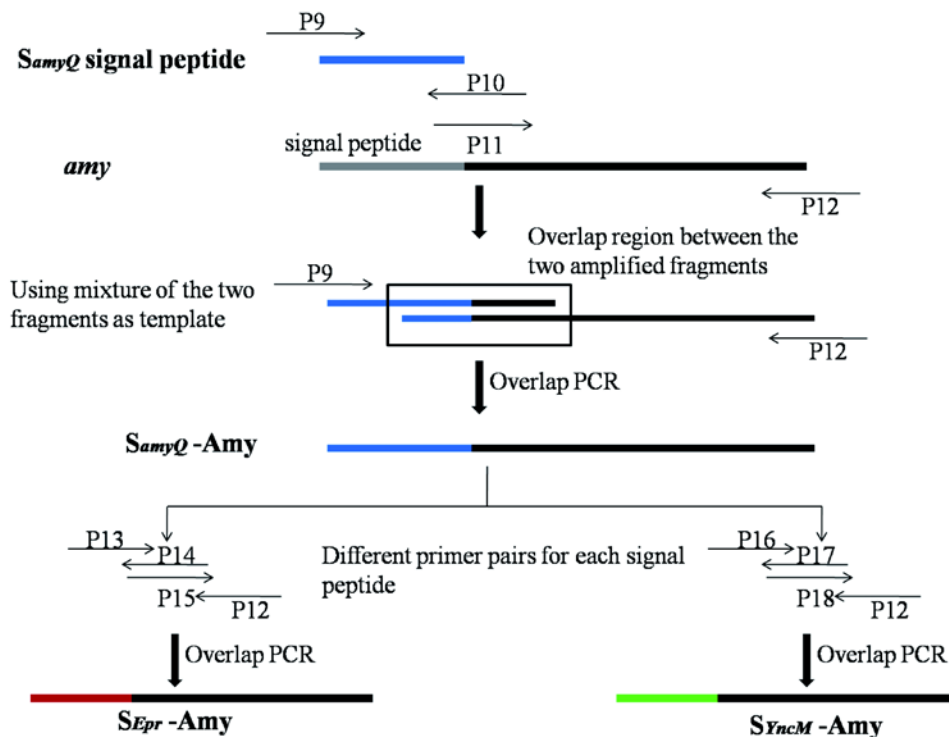 P9
SamyQ signal peptide
P10
signal peptide
P11
amy
P12
Overlap region between the
two amplified fragments
P9
Using mixture of the two
fragments as template
P12
Overlap PCR
SamyQ -Amy
P13
P14
Different primer pairs for each signal
peptide
P16
P17
P15
P12
P18
P12
Overlap PCR
Overlap PCR
SEpr -Amy
SYncM -Amy